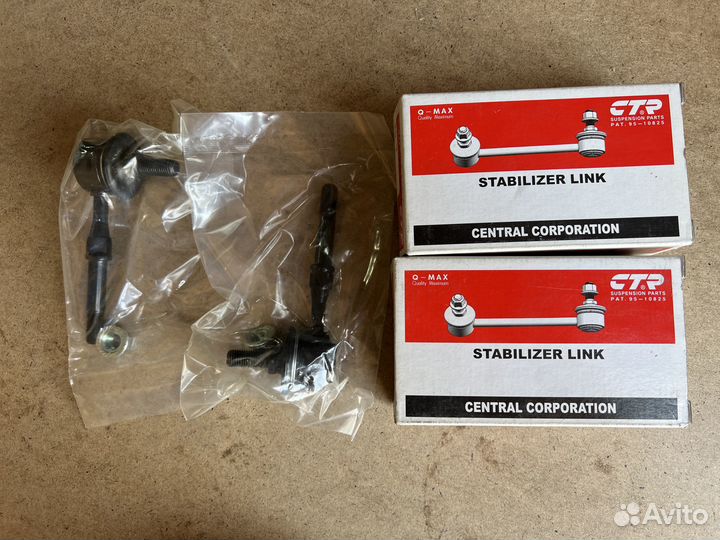 Q-MAX
Quality Maximum
CTR
SUSPENSION PARTS
PAT. 95-10825
STABILIZER LINK
CENTRAL CORPORATION
Q-MAX
Quality Maximum
CTR
SUSPENSION PARTS
PAT. 95-10825
STABILIZER LINK
CENTRAL CORPORATION
Avito